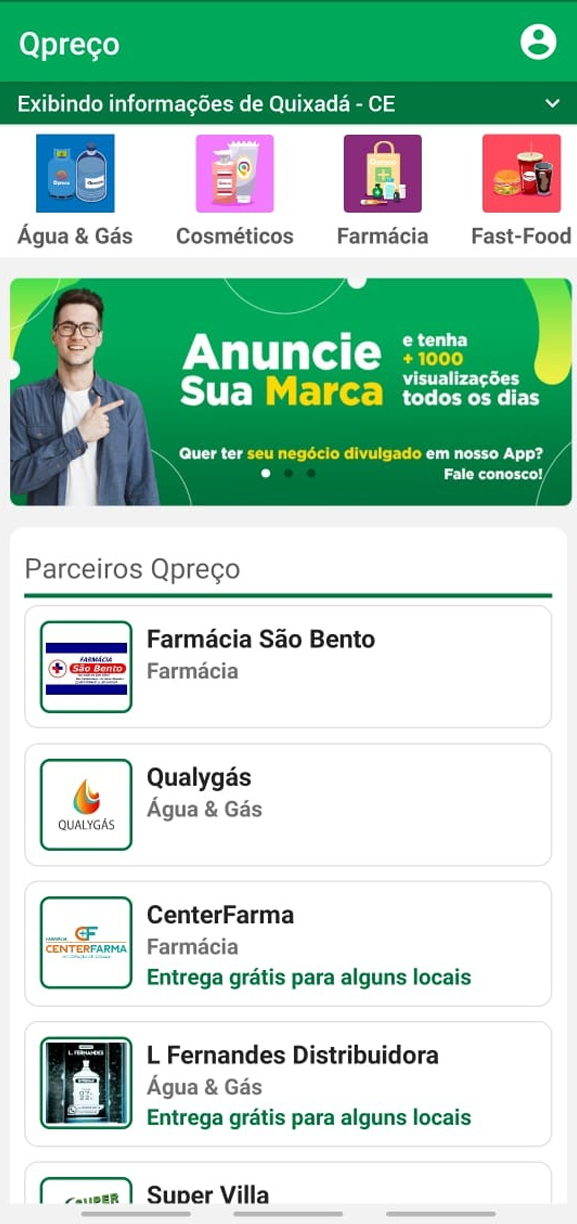 Qpreço
Exibindo informações de Quixadá - CE
Água & Gás
Cosméticos
Farmácia
Fast-Food
Anuncie
Sua Marca
e tenha
+ 1000
visualizações
todos os dias
Quer ter seu negócio divulgado em nosso App?
Fale conosco!
Parceiros Qpreço
FARMÁCIA
São Bento
Farmácia São Bento
Farmácia
QUALYGÁS
Qualygás
Água & Gás
CENTERFARMA
CenterFarma
Farmácia
Entrega grátis para alguns locais
L. FERNANDES
L Fernandes Distribuidora
Água & Gás
Entrega grátis para alguns locais
SUPER
Super Villa